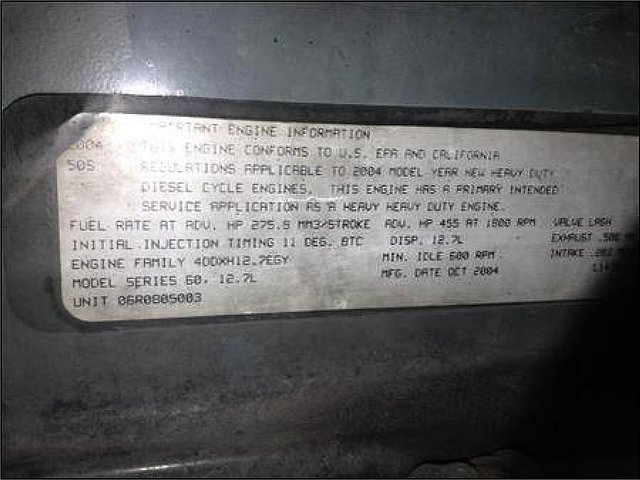 IMPORTANT ENGINE INFORMATION
THIS ENGINE CONFORMS TO U.S. EPA AND CALIFORNIA
50S REGULATIONS APPLICABLE TO 2004 MODEL YEAR NEW HEAVY DUTY
DIESEL CYCLE ENGINES. THIS ENGINE HAS A PRIMARY INTENDED
SERVICE APPLICATION AS A HEAVY HEAVY DUTY ENGINE.
FUEL RATE AT ADV. HP 275.9 MM3/STROKE ADV. HP 455 AT 1800 RPM VALVE LASH
INITIAL INJECTION TIMING 11 DEG. BTC DISP. 12.7L EXHAUST
ENGINE FAMILY 4DDXH12.7EGY MIN. IDLE 600 RPM INTAKE
MODEL SERIES 60, 12.7L MFG. DATE OCT 2004
UNIT 06R0805003